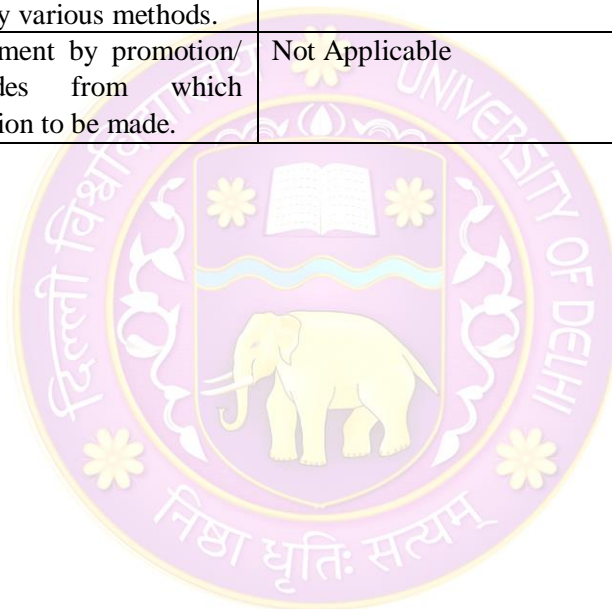 y various methods.
ment by promotion/ Not Applicable
des from which
ion to be made.
दिल्ली विश्वविद्यालय
UNIVERSITY OF DELHI
निष्ठा धृतिः सत्यम्